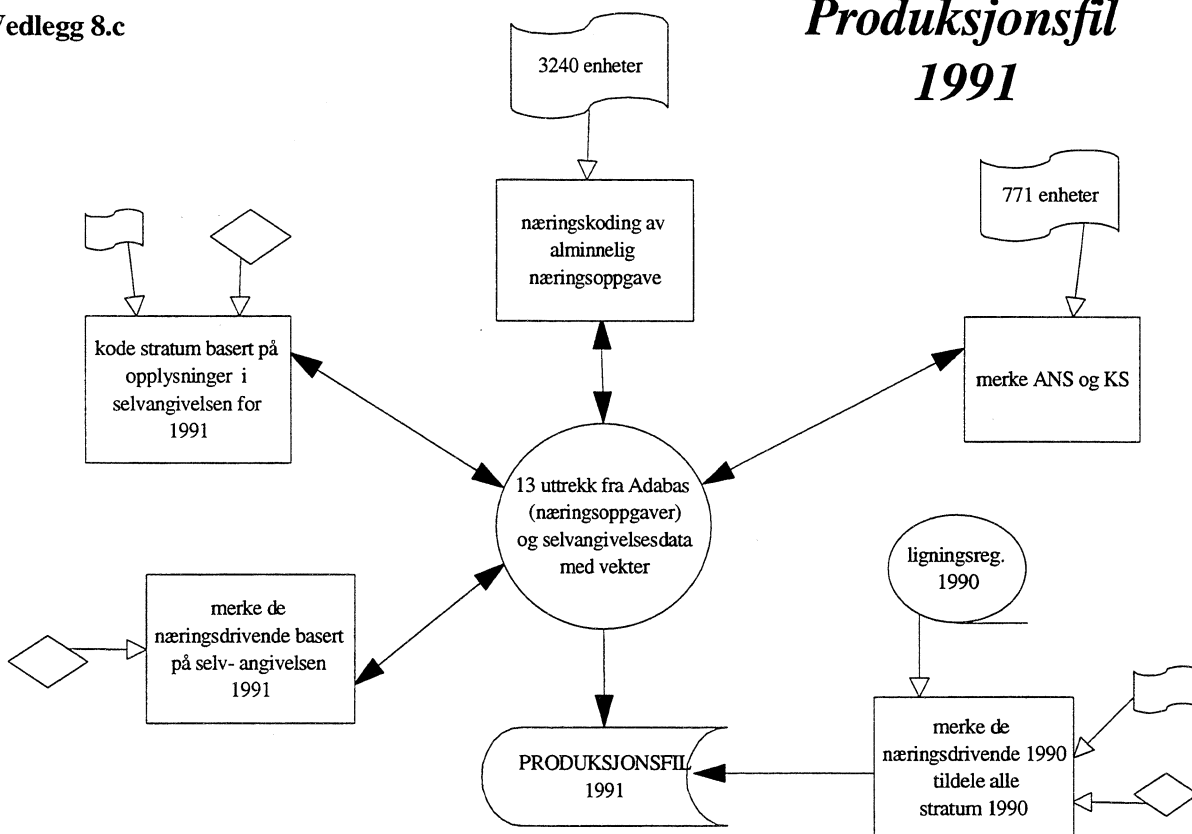 Vedlegg 8.c
Produksjonsfil
1991
3240 enheter
771 enheter
næringskoding av
alminnelig
næringsoppgave
kode stratum basert på
opplysninger i
selvangivelsen for
1991
merke ANS og KS
13 uttrekk fra Adabas
(næringsoppgaver)
og selvangivelsesdata
med vekter
ligningsreg.
1990
merke de
næringsdrivende basert
på selv- angivelsen
1991
PRODUKSJONSFIL
1991
merke de
næringsdrivende 1990
tildele alle
stratum 1990